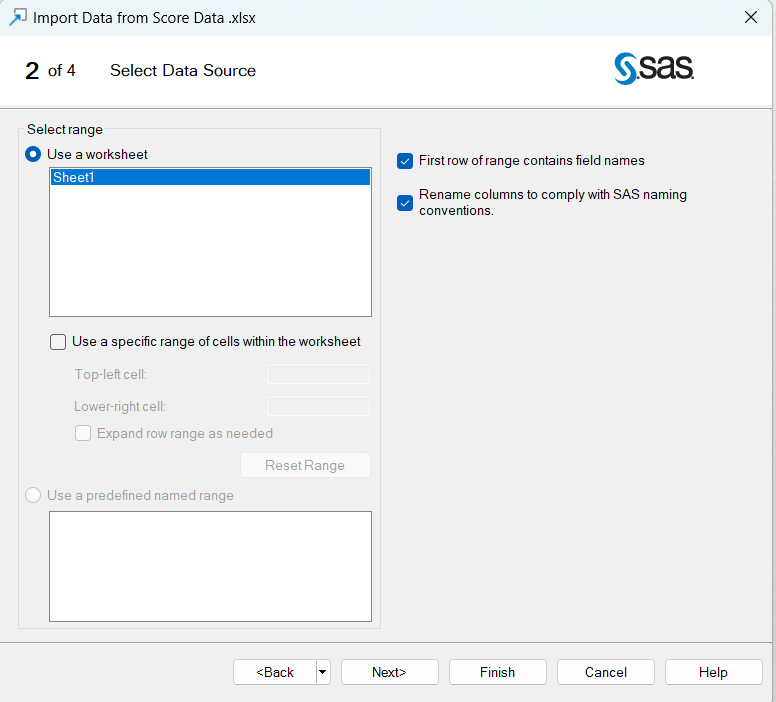 Import Data from Score Data .xlsx
2 of 4 Select Data Source
sas
Select range
Use a worksheet
Sheet1
First row of range contains field names
Rename columns to comply with SAS naming
conventions.
Use a specific range of cells within the worksheet
Top-left cell:
Lower-right cell:
Expand row range as needed
Reset Range
Use a predefined named range
<Back
Next>
Finish
Cancel
Help